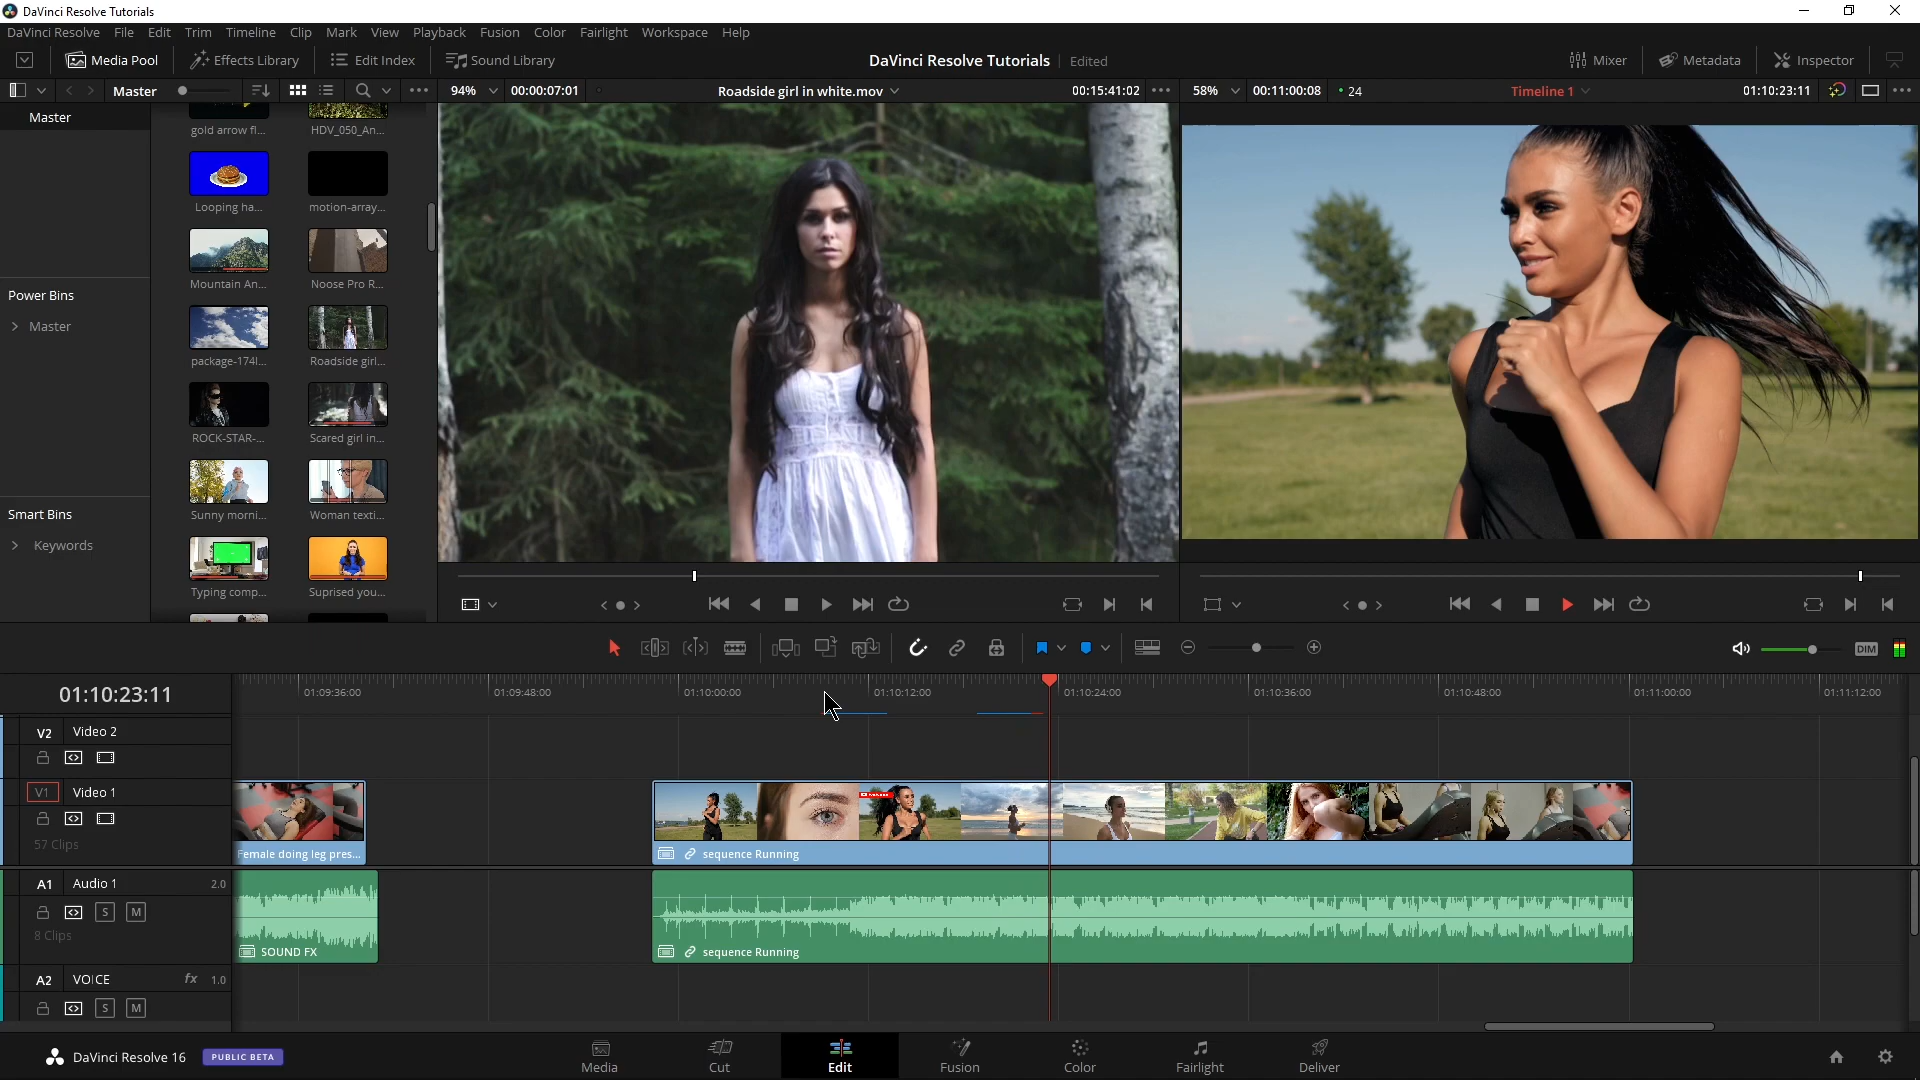 DaVinci Resolve Tutorials
DaVinci Resolve File Edit Trim Timeline Clip Mark View Playback Fusion Color Fairlight Workspace Help
Media Pool Effects Library Edit Index Sound Library DaVinci Resolve Tutorials Edited Mixer Metadata Inspector
Master 94% 00:00:07:01 Roadside girl in white.mov 00:15:41:02 58% 00:11:00:08 24 Timeline 1 01:10:23:11
Master
gold arrow fl... HDV_050_An...
Looping ha... motion-array...
Mountain An... Noose Pro R...
Power Bins
Master
package-174l... Roadside girl...
ROCK-STAR-... Scared girl in...
Sunny morni... Woman texti...
Smart Bins
Keywords
Typing comp... Suprised you...
DIM
01:10:23:11
01:09:36:00 01:09:48:00 01:10:00:00 01:10:12:00 01:10:24:00 01:10:36:00 01:10:48:00 01:11:00:00 01:11:12:00
V2 Video 2
V1 Video 1
57 Clips
Female doing leg pres... sequence Running
A1 Audio 1 2.0
S M
8 Clips
SOUND FX sequence Running
A2 VOICE fx 1.0
S M
DaVinci Resolve 16 PUBLIC BETA
Media Cut Edit Fusion Color Fairlight Deliver